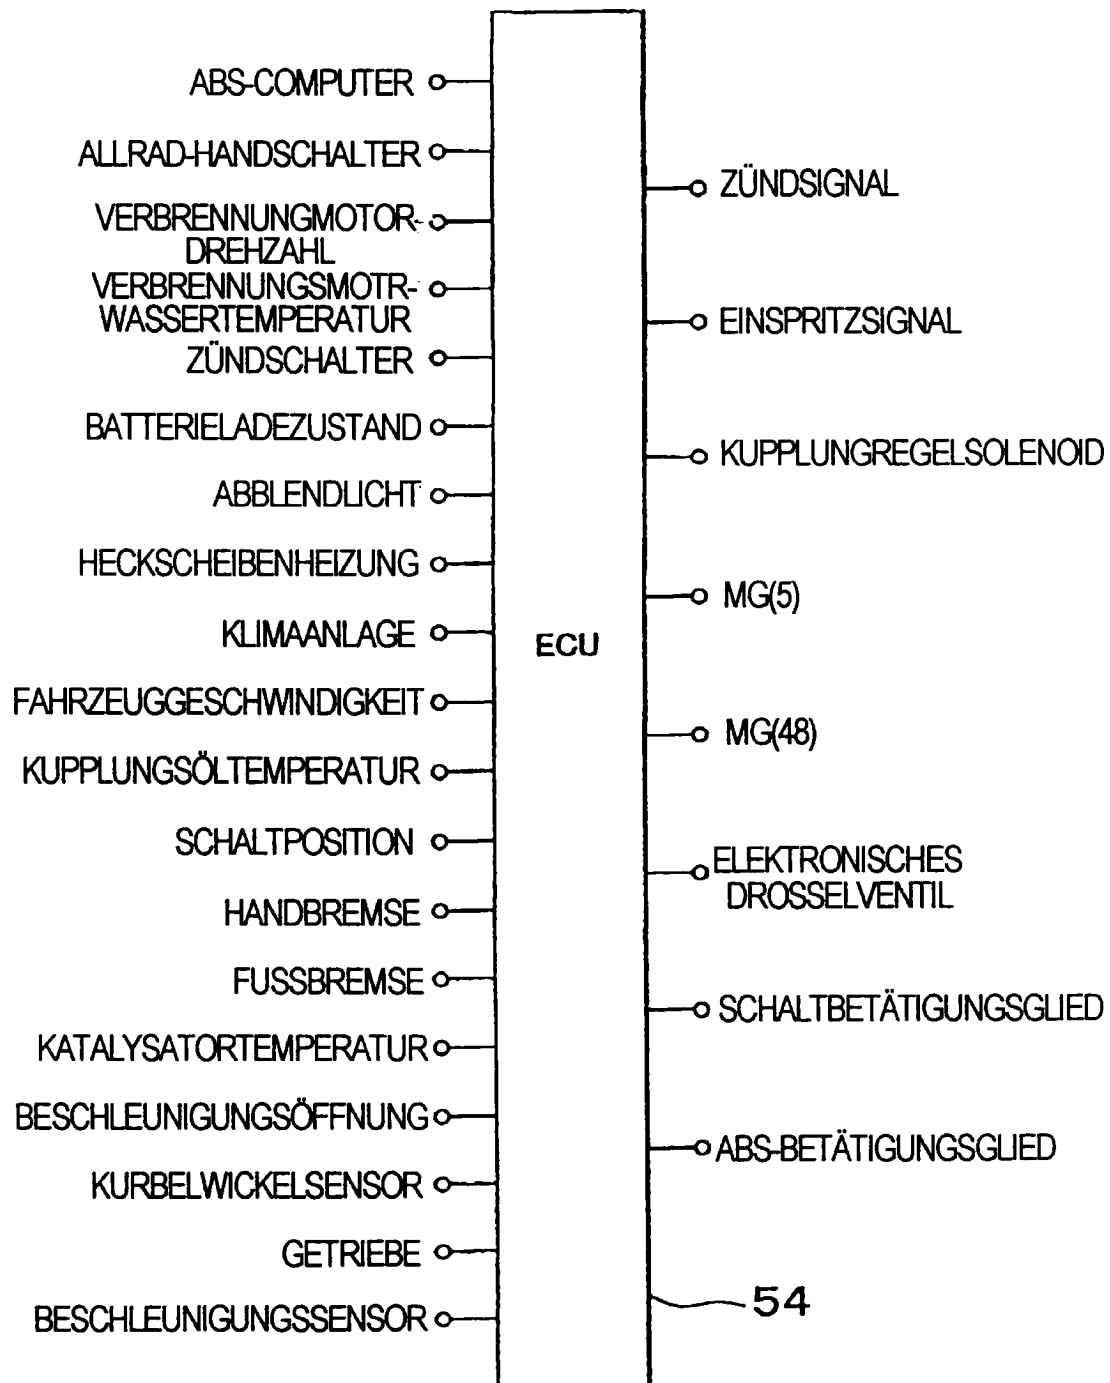 ABS-COMPUTER
ALLRAD-HANDSCHALTER
VERBRENNUNGMOTOR-
DREHZAHL
VERBRENNUNGSMOTR-
WASSERTEMPERATUR
ZÜNDSCHALTER
BATTERIELADEZUSTAND
ABBLENDLICHT
HECKSCHEIBENHEIZUNG
KLIMAANLAGE
FAHRZEUGGESCHWINDIGKEIT
KUPPLUNGSÖLTEMPERATUR
SCHALTPOSITION
HANDBREMSE
FUSSBREMSE
KATALYSATORTEMPERATUR
BESCHLEUNIGUNGSÖFFNUNG
KURBELWICKELSENSOR
GETRIEBE
BESCHLEUNIGUNGSSENSOR
ECU
ZÜNDSIGNAL
EINSPRITZSIGNAL
KUPPLUNGREGELSOLENOID
MG(5)
MG(48)
ELEKTRONISCHES
DROSSELVENTIL
SCHALTBETÄTIGUNGSGLIED
ABS-BETÄTIGUNGSGLIED
54